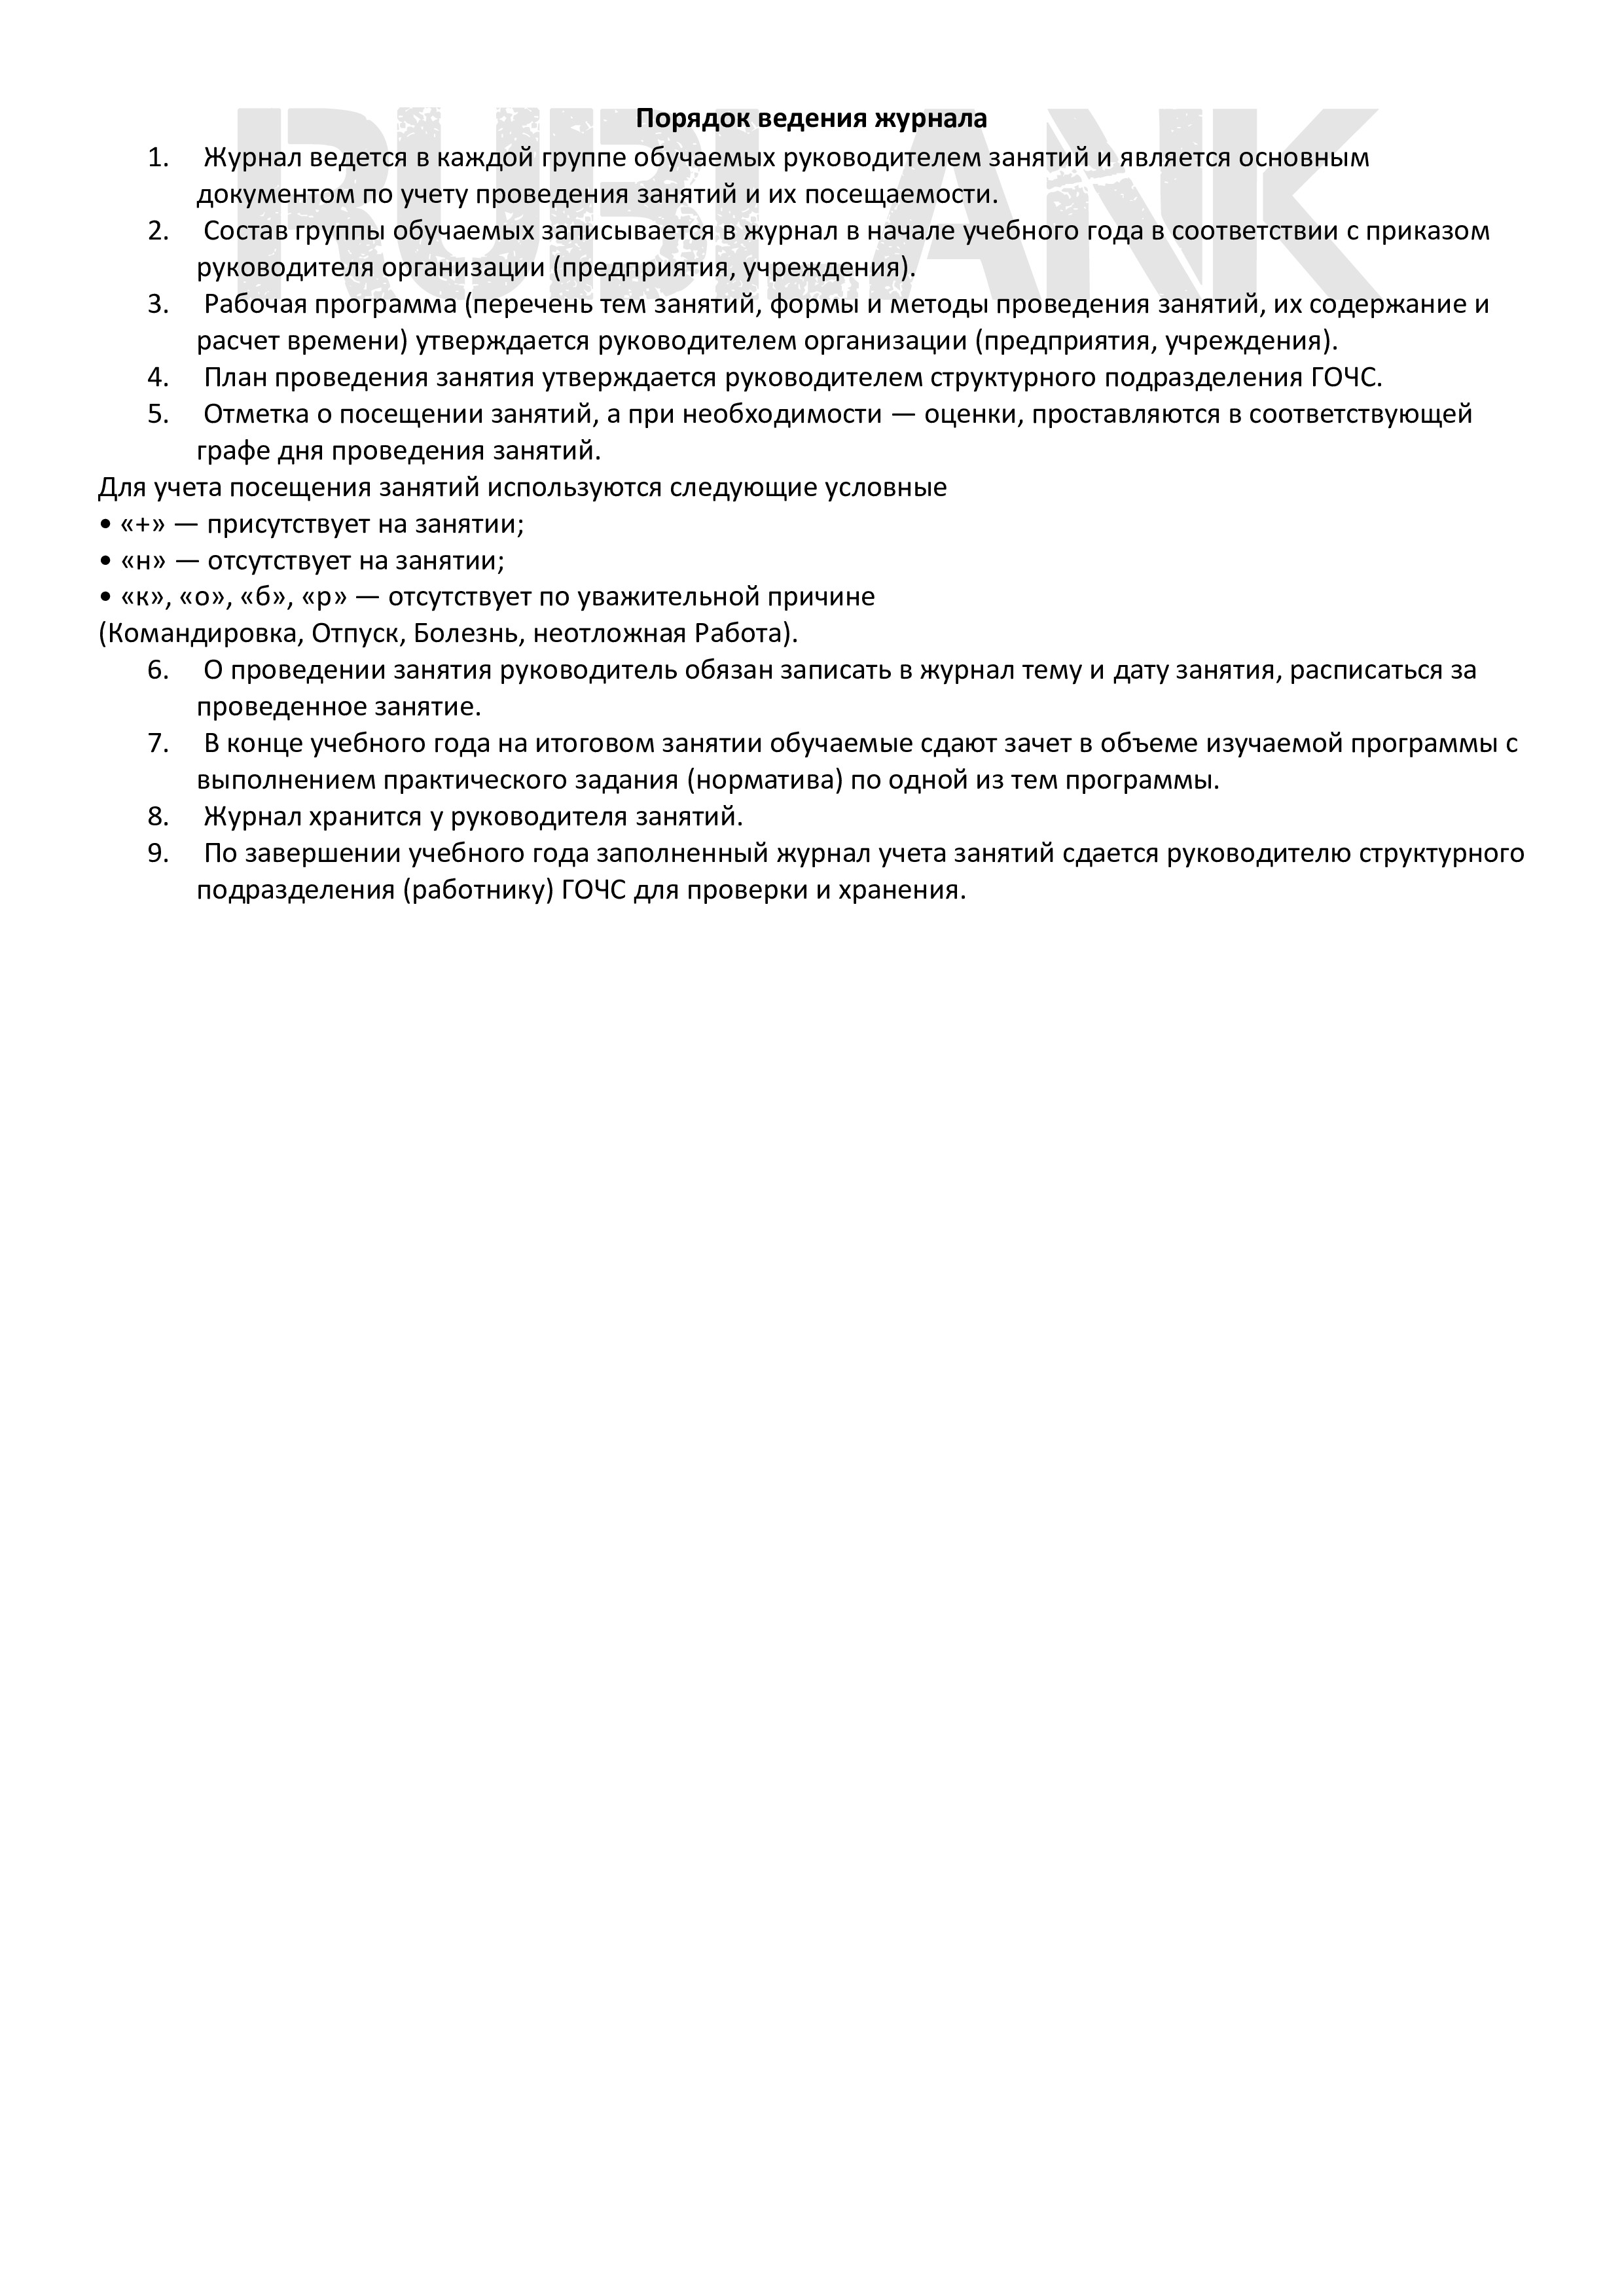 RUBLANK
Порядок ведения журнала
1. Журнал ведется в каждой группе обучаемых руководителем занятий и является основным
документом по учету проведения занятий и их посещаемости.
2. Состав группы обучаемых записывается в журнал в начале учебного года в соответствии с приказом
руководителя организации (предприятия, учреждения).
3. Рабочая программа (перечень тем занятий, формы и методы проведения занятий, их содержание и
расчет времени) утверждается руководителем организации (предприятия, учреждения).
4. План проведения занятия утверждается руководителем структурного подразделения ГОЧС.
5. Отметка о посещении занятий, а при необходимости — оценки, проставляются в соответствующей
графе дня проведения занятий.
Для учета посещения занятий используются следующие условные
• «+» — присутствует на занятии;
• «н» — отсутствует на занятии;
• «к», «о», «б», «р» — отсутствует по уважительной причине
(Командировка, Отпуск, Болезнь, неотложная Работа).
6. О проведении занятия руководитель обязан записать в журнал тему и дату занятия, расписаться за
проведенное занятие.
7. В конце учебного года на итоговом занятии обучаемые сдают зачет в объеме изучаемой программы с
выполнением практического задания (норматива) по одной из тем программы.
8. Журнал хранится у руководителя занятий.
9. По завершении учебного года заполненный журнал учета занятий сдается руководителю структурного
подразделения (работнику) ГОЧС для проверки и хранения.